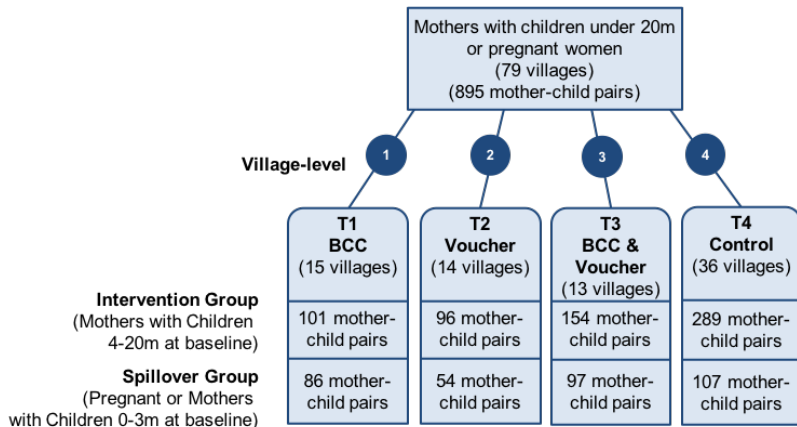 Mothers with children under 20m
or pregnant women
(79 villages)
(895 mother-child pairs)
Village-level
1
2
3
4
T1
BCC
(15 villages)
T2
Voucher
(14 villages)
T3
BCC &
Voucher
(13 villages)
T4
Control
(36 villages)
Intervention Group
(Mothers with Children
4-20m at baseline)
101 mother-
child pairs
96 mother-
child pairs
154 mother-
child pairs
289 mother-
child pairs
Spillover Group
(Pregnant or Mothers
with Children 0-3m at baseline)
86 mother-
child pairs
54 mother-
child pairs
97 mother-
child pairs
107 mother-
child pairs